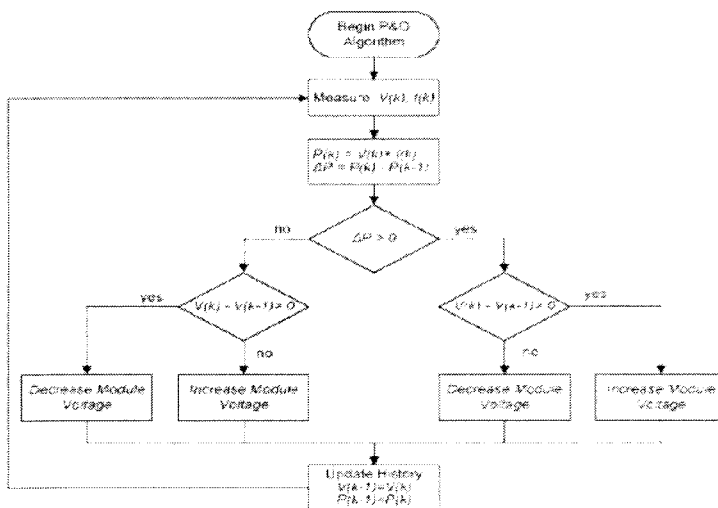 Begin P&O
Algorithm
Measure V(k), I(k)
P(k) = V(k)* I(k)
ΔP = P(k) - P(k-1)
no
ΔP > 0
yes
yes
V(k) - V(k-1) > 0
V(k) - V(k-1) > 0
yes
no
no
Decrease Module
Voltage
Increase Module
Voltage
Decrease Module
Voltage
Increase Module
Voltage
Update History
V(k-1)=V(k)
P(k-1)=P(k)